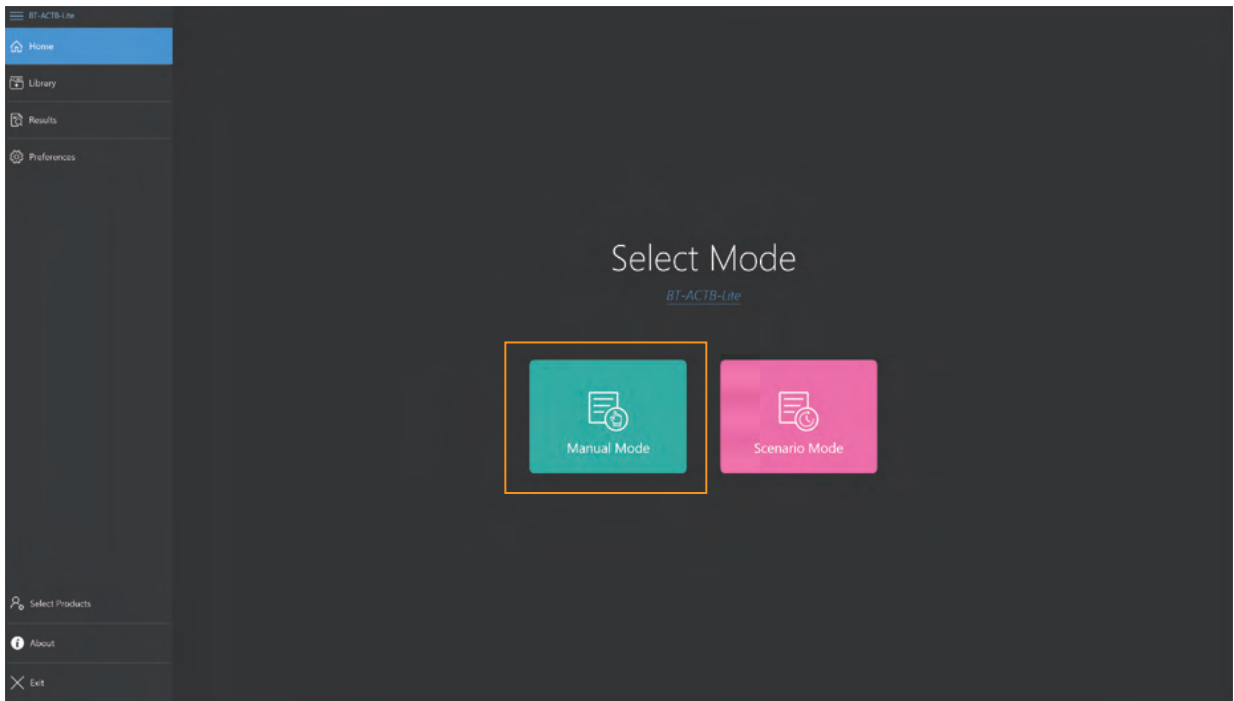 BT-ACTB-Lite
Home
Library
Results
Preferences
Select Mode
BT-ACTB-Lite
Manual Mode
Scenario Mode
Select Products
About
Exit